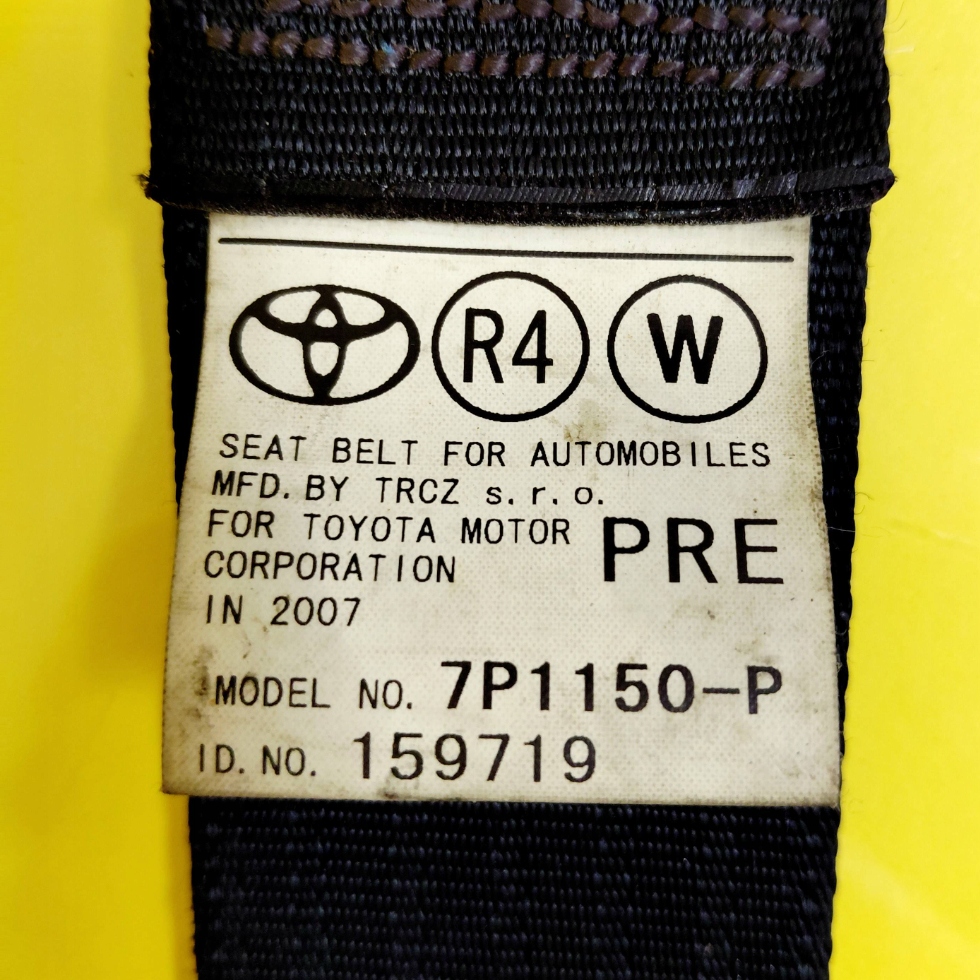 R4 W
SEAT BELT FOR AUTOMOBILES
MFD. BY TRCZ s. r. o.
FOR TOYOTA MOTOR
CORPORATION
PRE
IN 2007
MODEL NO. 7P1150-P
ID. NO. 159719